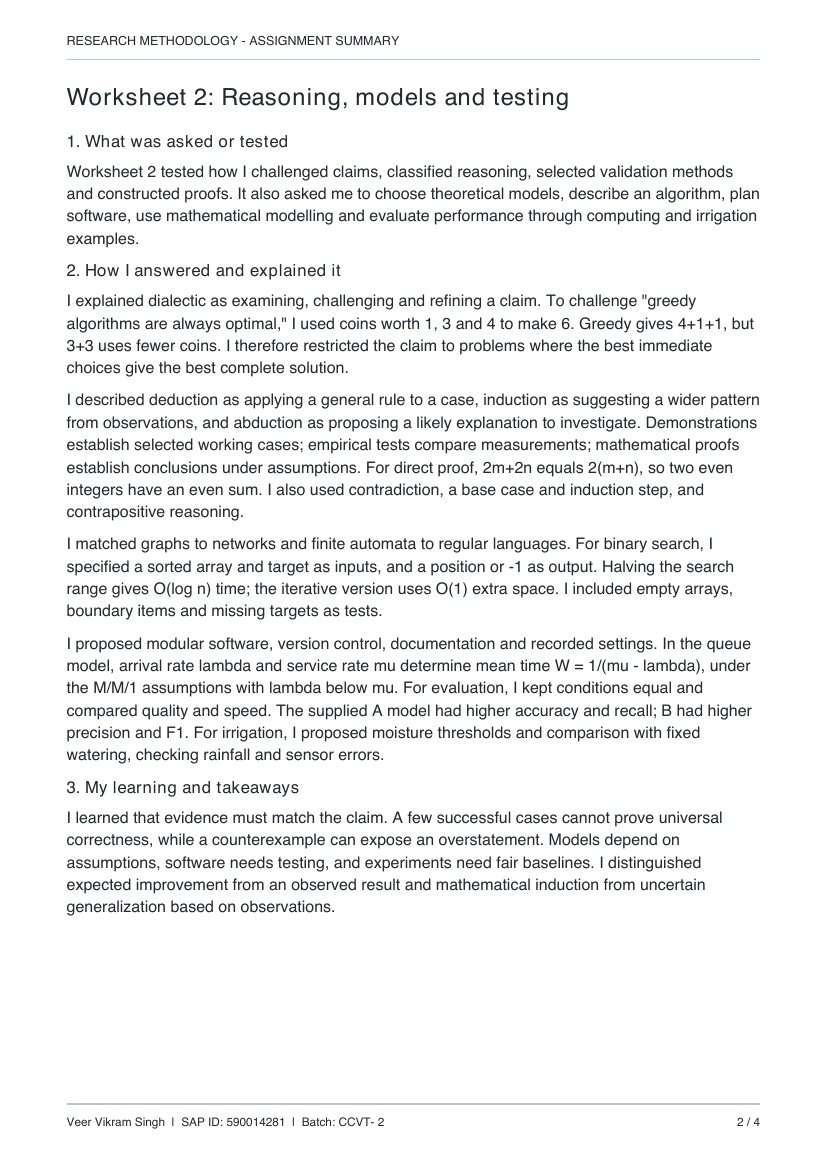 RESEARCH METHODOLOGY - ASSIGNMENT SUMMARY
Worksheet 2: Reasoning, models and testing
1. What was asked or tested
Worksheet 2 tested how I challenged claims, classified reasoning, selected validation methods
and constructed proofs. It also asked me to choose theoretical models, describe an algorithm, plan
software, use mathematical modelling and evaluate performance through computing and irrigation
examples.
2. How I answered and explained it
I explained dialectic as examining, challenging and refining a claim. To challenge "greedy
algorithms are always optimal," I used coins worth 1, 3 and 4 to make 6. Greedy gives 4+1+1, but
3+3 uses fewer coins. I therefore restricted the claim to problems where the best immediate
choices give the best complete solution.
I described deduction as applying a general rule to a case, induction as suggesting a wider pattern
from observations, and abduction as proposing a likely explanation to investigate. Demonstrations
establish selected working cases; empirical tests compare measurements; mathematical proofs
establish conclusions under assumptions. For direct proof, 2m+2n equals 2(m+n), so two even
integers have an even sum. I also used contradiction, a base case and induction step, and
contrapositive reasoning.
I matched graphs to networks and finite automata to regular languages. For binary search, I
specified a sorted array and target as inputs, and a position or -1 as output. Halving the search
range gives O(log n) time; the iterative version uses O(1) extra space. I included empty arrays,
boundary items and missing targets as tests.
I proposed modular software, version control, documentation and recorded settings. In the queue
model, arrival rate lambda and service rate mu determine mean time W = 1/(mu - lambda), under
the M/M/1 assumptions with lambda below mu. For evaluation, I kept conditions equal and
compared quality and speed. The supplied A model had higher accuracy and recall; B had higher
precision and F1. For irrigation, I proposed moisture thresholds and comparison with fixed
watering, checking rainfall and sensor errors.
3. My learning and takeaways
I learned that evidence must match the claim. A few successful cases cannot prove universal
correctness, while a counterexample can expose an overstatement. Models depend on
assumptions, software needs testing, and experiments need fair baselines. I distinguished
expected improvement from an observed result and mathematical induction from uncertain
generalization based on observations.
Veer Vikram Singh | SAP ID: 590014281 | Batch: CCVT- 2
2 / 4